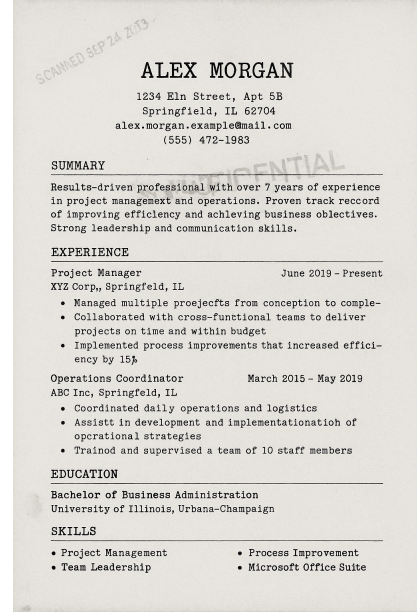 SCANNED SEP 24 2013
ALEX MORGAN
1234 Eln Street, Apt 5B
Springfield, IL 62704
alex.morgan.example@mail.com
(555) 472-1983
CONFIDENTIAL
SUMMARY
Results-driven professional with over 7 years of experience
in project managemext and operations. Proven track reccord
of improving efficlency and achleving business oblectives.
Strong leadership and communication skills.
EXPERIENCE
Project Manager June 2019 – Present
XYZ Corp,, Springfeld, IL
• Managed multiple proejecfts from conception to comple-
• Collaborated with cross-functional teams to deliver
projects on time and within budget
• Implemented process improvements that increased effici-
ency by 15%
Operations Coordinator March 2015 – May 2019
ABC Inc, Springfeld, IL
• Coordinated daily operations and logistics
• Assistt in development and implementationatioh of
opcrational strategies
• Trainod and supervised a team of 10 staff members
EDUCATION
Bachelor of Business Administration
University of Illinois, Urbana-Champaign
SKILLS
• Project Management • Process Improvement
• Team Leadership • Microsoft Office Suite